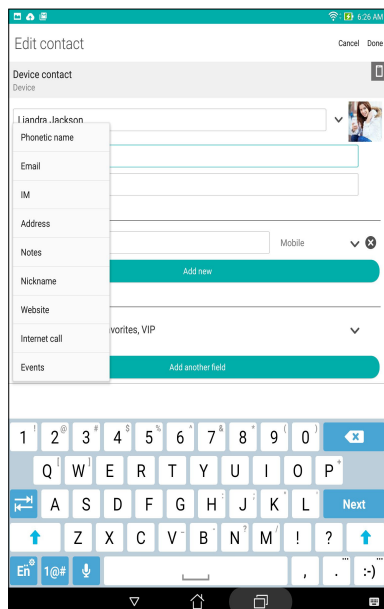 6:26 AM
Edit contact
Cancel Done
Device contact
Device
Liandra Jackson
Phonetic name
Email
IM
Address
Notes
Mobile
Nickname
Add new
Website
Internet call
vorites, VIP
Events
Add another field
1 ! 2 @ 3 # 4 $ 5 % 6 ^ 7 & 8 * 9 ( 0 )
Q [ W ] E R T Y U I O P +
A S D F G H : J ; K " L ' Next
Z X C V - B · N ? M / ! ?
En 1@# , . ... :-) ...